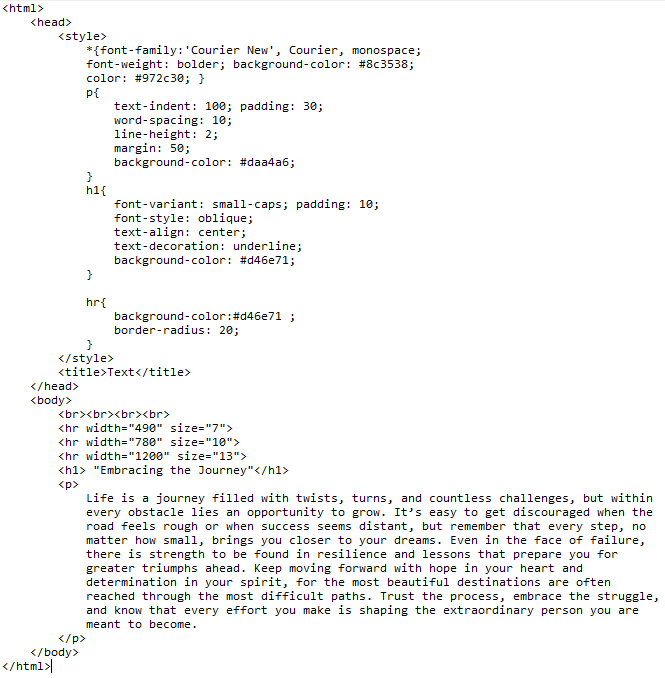 <html>
<head>
<style>
*{font-family:'Courier New', Courier, monospace;
font-weight: bolder; background-color: #8c3538;
color: #972c30; }
p{
text-indent: 100; padding: 30;
word-spacing: 10;
line-height: 2;
margin: 50;
background-color: #daa4a6;
}
h1{
font-variant: small-caps; padding: 10;
font-style: oblique;
text-align: center;
text-decoration: underline;
background-color: #d46e71;
}
hr{
background-color:#d46e71 ;
border-radius: 20;
}
</style>
<title>Text</title>
</head>
<body>
<br><br><br><br>
<hr width="490" size="7">
<hr width="780" size="10">
<hr width="1200" size="13">
<h1> "Embracing the Journey"</h1>
<p>
Life is a journey filled with twists, turns, and countless challenges, but within
every obstacle lies an opportunity to grow. It’s easy to get discouraged when the
road feels rough or when success seems distant, but remember that every step, no
matter how small, brings you closer to your dreams. Even in the face of failure,
there is strength to be found in resilience and lessons that prepare you for
greater triumphs ahead. Keep moving forward with hope in your heart and
determination in your spirit, for the most beautiful destinations are often
reached through the most difficult paths. Trust the process, embrace the struggle,
and know that every effort you make is shaping the extraordinary person you are
meant to become.
</p>
</body>
</html>